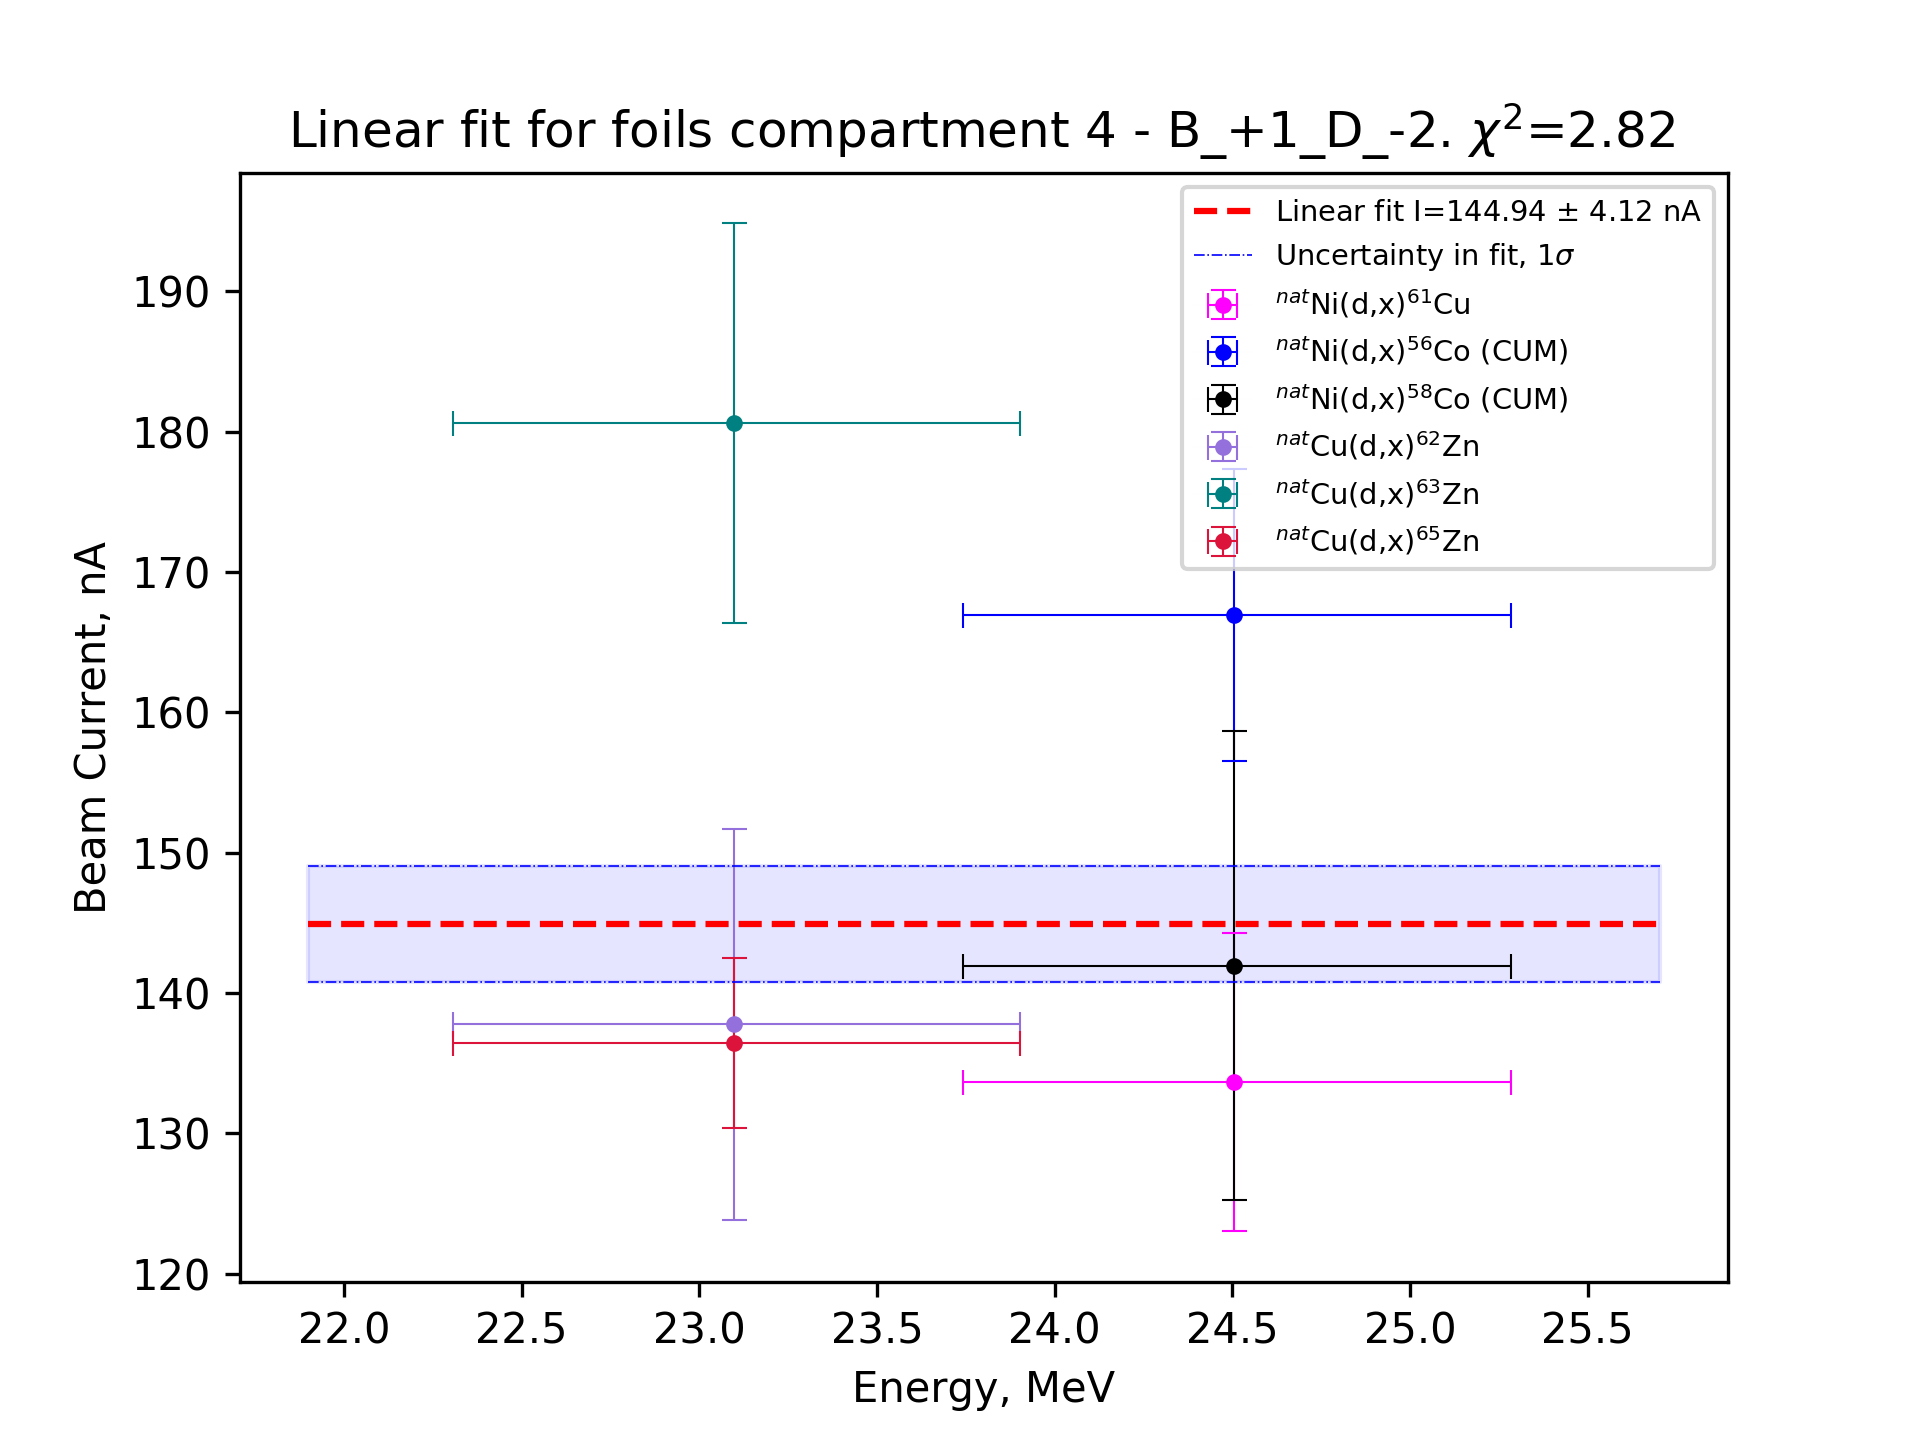 Linear fit for foils compartment 4 - B_+1_D_-2. χ²=2.82
Linear fit I=144.94 ± 4.12 nA
Uncertainty in fit, 1σ
ⁿᵃᵗNi(d,x)⁶¹Cu
ⁿᵃᵗNi(d,x)⁵⁶Co (CUM)
ⁿᵃᵗNi(d,x)⁵⁸Co (CUM)
ⁿᵃᵗCu(d,x)⁶²Zn
ⁿᵃᵗCu(d,x)⁶³Zn
ⁿᵃᵗCu(d,x)⁶⁵Zn
Beam Current, nA
190
180
170
160
150
140
130
120
22.0 22.5 23.0 23.5 24.0 24.5 25.0 25.5
Energy, MeV